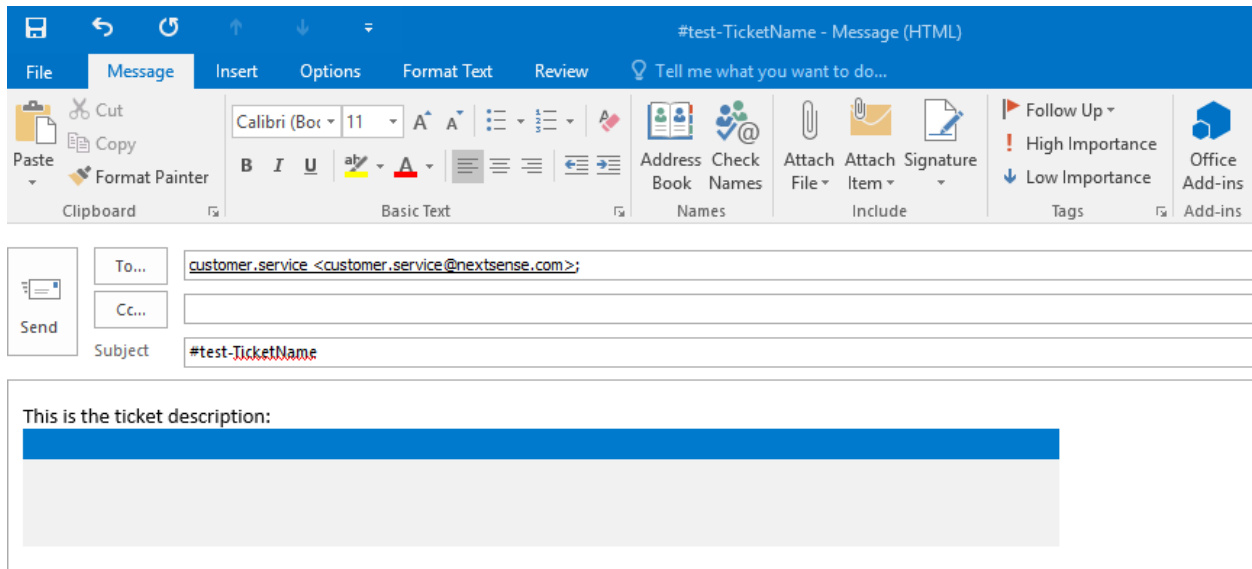 #test-TicketName - Message (HTML)
File Message Insert Options Format Text Review Tell me what you want to do...
Paste
Cut
Copy
Format Painter
Clipboard
Calibri (Boc 11
B I U
Basic Text
Address Book
Check Names
Names
Attach File
Attach Item
Signature
Include
Follow Up
High Importance
Low Importance
Tags
Office Add-ins
Add-ins
Send
To... customer.service <customer.service@nextsense.com>;
Cc...
Subject #test-TicketName
This is the ticket description: